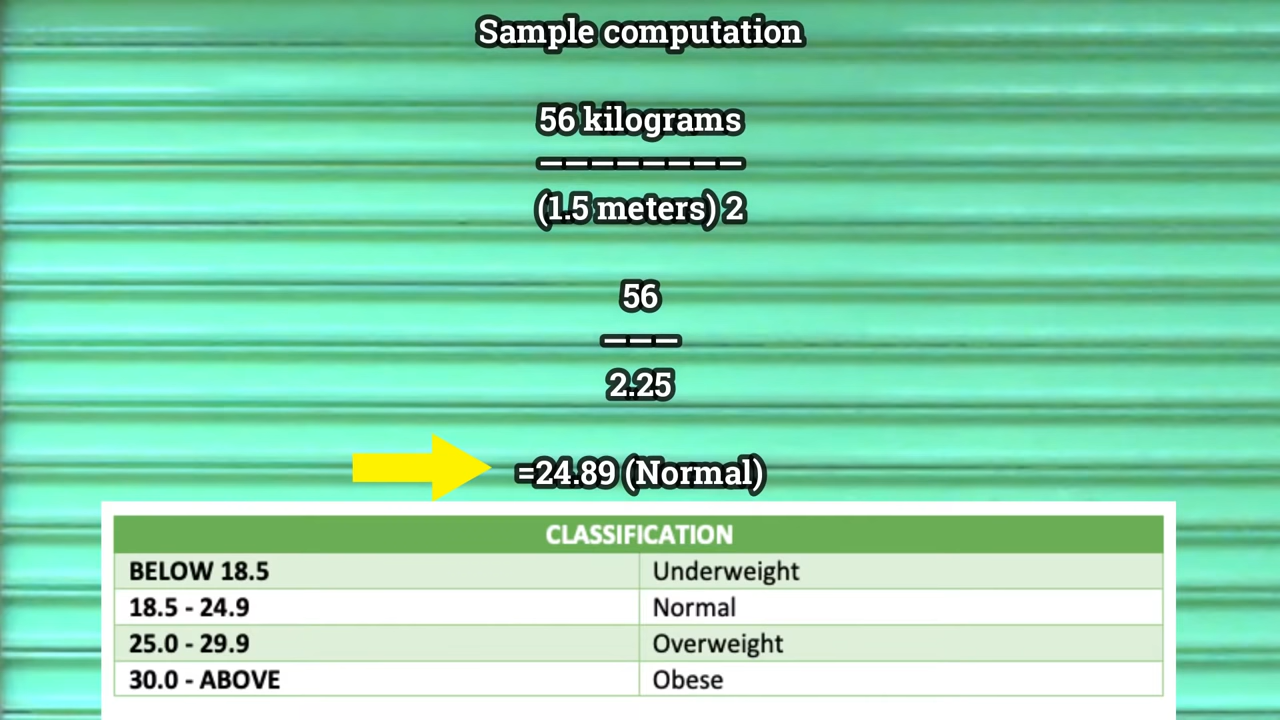 Sample computation
56 kilograms
————————
(1.5 meters) 2
56
———
2.25
=24.89 (Normal)
CLASSIFICATION
BELOW 18.5 Underweight
18.5 - 24.9 Normal
25.0 - 29.9 Overweight
30.0 - ABOVE Obese